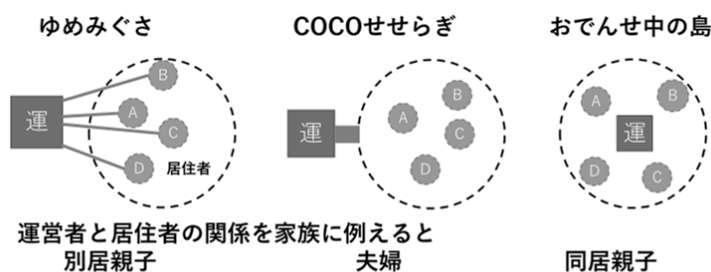 ゆめみぐさ
COCOせせらぎ
おでんせ中の島
運
B
A
C
D
居住者
運
B
A
C
D
A
B
運
D
C
運営者と居住者の関係を家族に例えると
別居親子
夫婦
同居親子